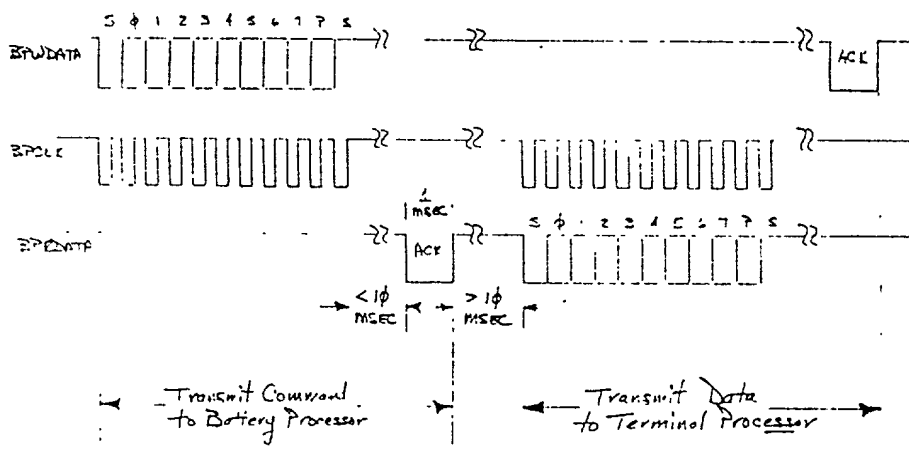 S φ 1 2 3 4 5 6 7 P S
BPWDATA
ACK
BPCLK
1
MSEC
S φ 1 2 3 4 5 6 7 P S
BPRDATA
ACK
< 1φ
MSEC
> 1φ
MSEC
Transmit Command
to Battery Processor
Transmit Data
to Terminal Processor